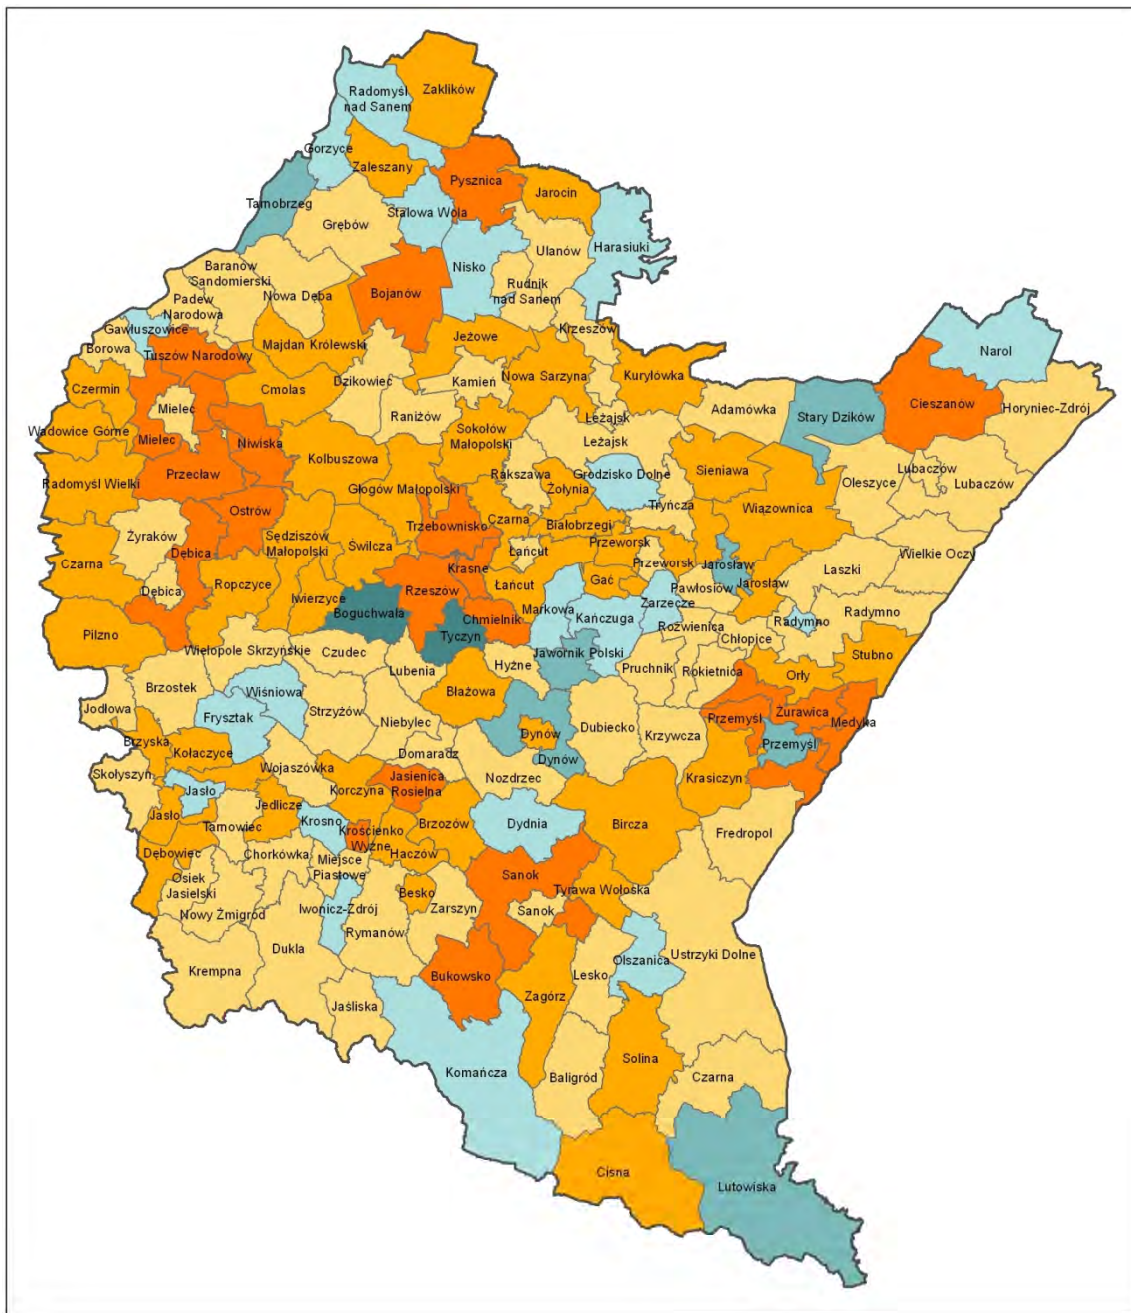 Zaklików
Radomyśl
nad Sanem
Gorzyce
Zaleszany
Pysznica
Jarocin
Tarnobrzeg
Stalowa Wola
Grębów
Ulanów
Harasiuki
Nisko
Baranów
Sandomierski
Rudnik
nad Sanem
Bojanów
Nowa Dęba
Padew
Narodowa
Gawłuszowice
Krzeszów
Jeżowe
Majdan Królewski
Borowa
Tuszów Narodowy
Narol
Czermin
Cmolas
Dzikowiec
Kamień
Nowa Sarzyna
Kuryłówka
Cieszanów
Horyniec-Zdrój
Mielec
Adamówka
Stary Dzików
Raniżów
Leżajsk
Wadowice Górne
Mielec
Niwiska
Sokołów
Małopolski
Leżajsk
Kolbuszowa
Lubaczów
Przecław
Rakszawa
Grodzisko Dolne
Sieniawa
Oleszyce
Lubaczów
Radomyśl Wielki
Głogów Małopolski
Żołynia
Tryńcza
Wiązownica
Ostrów
Czarna
Trzebownisko
Białobrzegi
Żyraków
Sędziszów
Małopolski
Świlcza
Dębica
Łańcut
Przeworsk
Wielkie Oczy
Czarna
Krasne
Przeworsk
Jarosław
Laszki
Ropczyce
Łańcut
Gać
Jarosław
Dębica
Iwierzyce
Rzeszów
Pawłosiów
Boguchwała
Markowa
Kańczuga
Zarzecze
Radymno
Chmielnik
Radymno
Pilzno
Tyczyn
Roźwienica
Chłopice
Wielopole Skrzyńskie
Czudec
Jawornik Polski
Stubno
Lubenia
Hyżne
Pruchnik
Rokietnica
Orły
Brzostek
Wiśniowa
Błażowa
Jodłowa
Frysztak
Strzyżów
Niebylec
Dubiecko
Przemyśl
Żurawica
Medyka
Dynów
Krzywcza
Brzyska
Kołaczyce
Domaradz
Dynów
Przemyśl
Skołyszyn
Wojaszówka
Jasienica
Rosielna
Nozdrzec
Krasiczyn
Jasło
Korczyna
Jedlicze
Jasło
Krosno
Brzozów
Dydnia
Bircza
Tarnowiec
Krościenko
Wyżne
Fredropol
Dębowiec
Chorkówka
Miejsce
Piastowe
Haczów
Osiek
Jasielski
Sanok
Besko
Tyrawa Wołoska
Nowy Żmigród
Iwonicz-Zdrój
Zarszyn
Sanok
Rymanów
Dukla
Ustrzyki Dolne
Krempna
Bukowsko
Lesko
Olszanica
Zagórz
Jaśliska
Solina
Komańcza
Baligród
Czarna
Cisna
Lutowiska